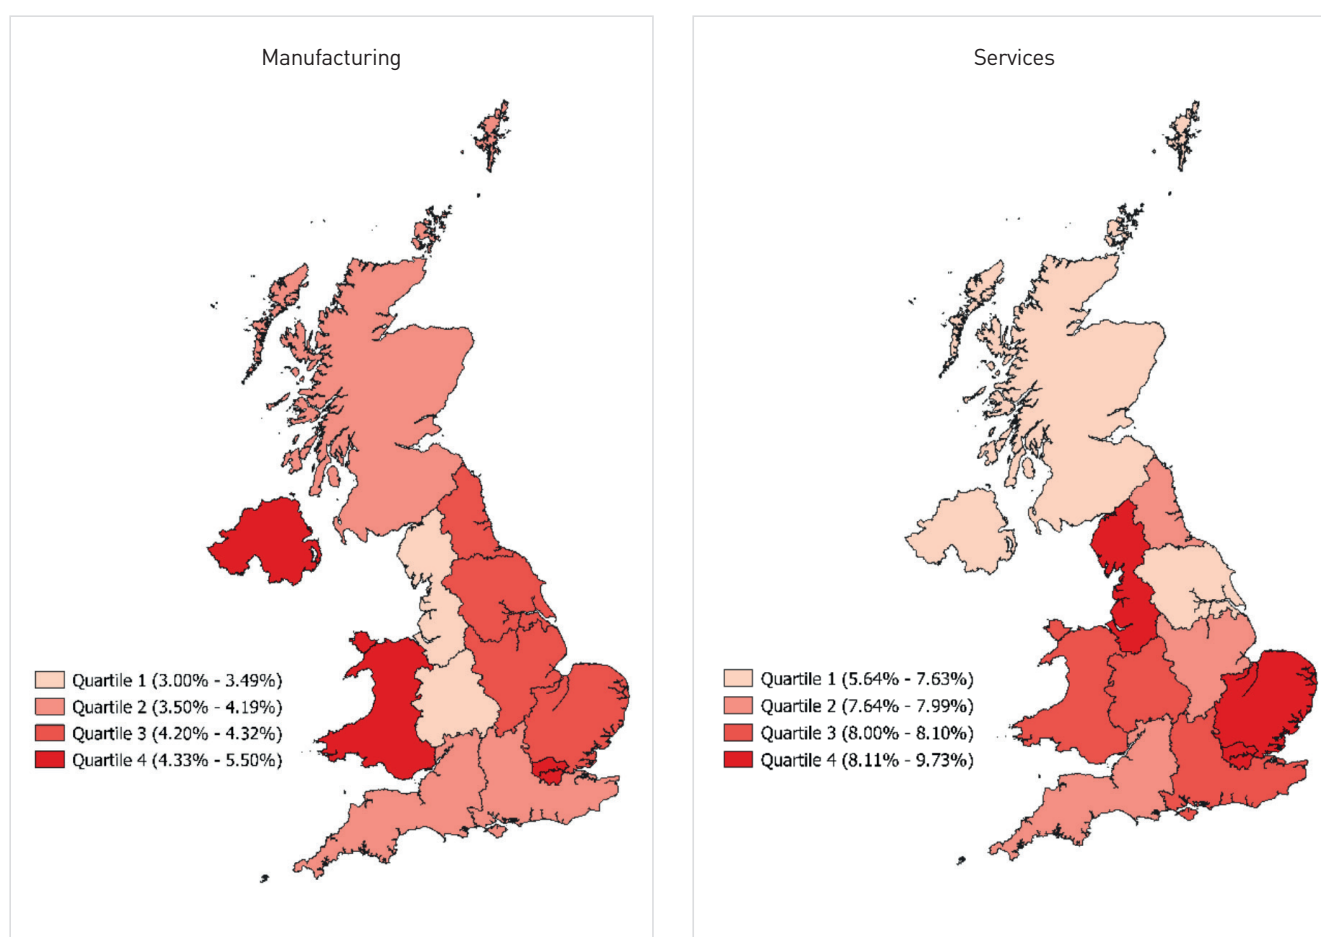 Manufacturing
Quartile 1 (3.00% - 3.49%)
Quartile 2 (3.50% - 4.19%)
Quartile 3 (4.20% - 4.32%)
Quartile 4 (4.33% - 5.50%)
Services
Quartile 1 (5.64% - 7.63%)
Quartile 2 (7.64% - 7.99%)
Quartile 3 (8.00% - 8.10%)
Quartile 4 (8.11% - 9.73%)